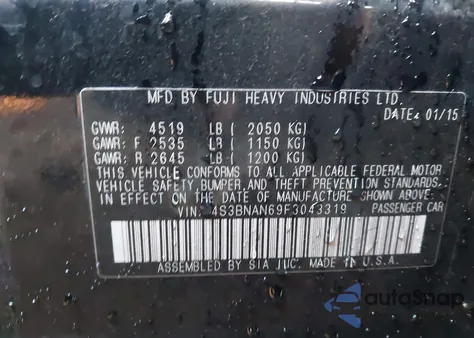 MFD BY FUJI HEAVY INDUSTRIES LTD.
DATE: 01/15
GVWR: 4519 LB ( 2050 KG)
GAWR: F 2535 LB ( 1150 KG)
GAWR: R 2645 LB ( 1200 KG)
THIS VEHICLE CONFORMS TO ALL APPLICABLE FEDERAL MOTOR
VEHICLE SAFETY, BUMPER, AND THEFT PREVENTION STANDARDS
IN EFFECT ON THE DATE OF MANUFACTURE SHOWN ABOVE.
VIN: 4S3BNAN69F3043319 PASSENGER CAR
ASSEMBLED BY SIA INC. MADE IN U.S.A.
autoSnap